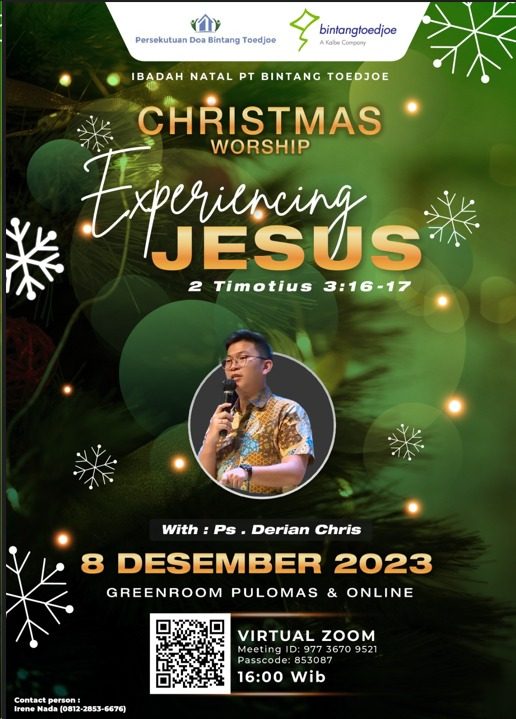 Persekutuan Doa Bintang Toedjoe
bintangtoedjoe
A Kalbe Company
IBADAH NATAL PT BINTANG TOEDJOE
CHRISTMAS
WORSHIP
Experiencing
JESUS
2 Timotius 3:16-17
With : Ps . Derian Chris
8 DESEMBER 2023
GREENROOM PULOMAS & ONLINE
VIRTUAL ZOOM
Meeting ID: 977 3670 9521
Passcode: 853087
16:00 Wib
Contact person :
Irene Nada (0812-2853-6676)